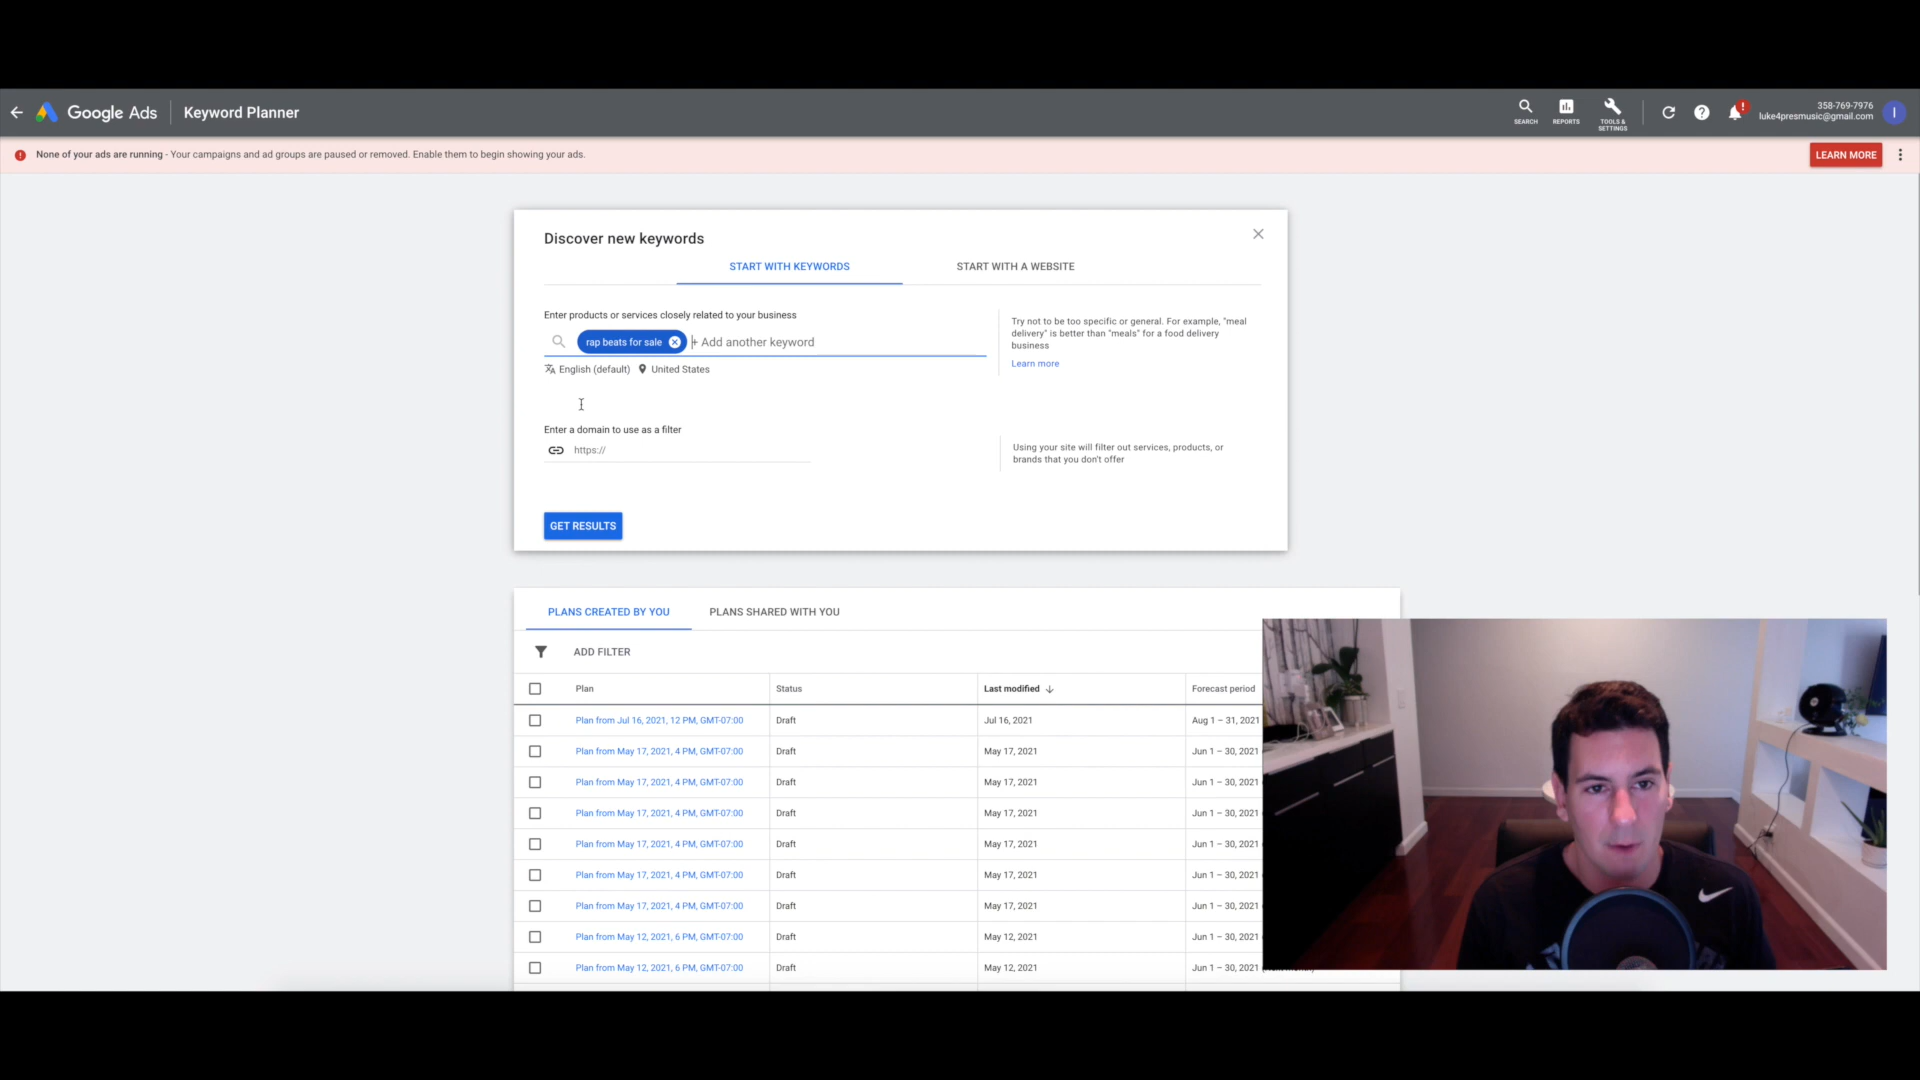 Google Ads
Keyword Planner
SEARCH
REPORTS
TOOLS &
SETTINGS
!
358-769-7976
luke4presmusic@gmail.com
I
None of your ads are running - Your campaigns and ad groups are paused or removed. Enable them to begin showing your ads.
LEARN MORE
Discover new keywords
START WITH KEYWORDS
START WITH A WEBSITE
Enter products or services closely related to your business
rap beats for sale
+ Add another keyword
English (default)
United States
Try not to be too specific or general. For example, "meal
delivery" is better than "meals" for a food delivery
business
Learn more
Enter a domain to use as a filter
https://
Using your site will filter out services, products, or
brands that you don't offer
GET RESULTS
PLANS CREATED BY YOU
PLANS SHARED WITH YOU
ADD FILTER
Plan Status Last modified Forecast period
Plan from Jul 16, 2021, 12 PM, GMT-07:00 Draft Jul 16, 2021 Aug 1 – 31, 2021
Plan from May 17, 2021, 4 PM, GMT-07:00 Draft May 17, 2021 Jun 1 – 30, 2021
Plan from May 17, 2021, 4 PM, GMT-07:00 Draft May 17, 2021 Jun 1 – 30, 2021
Plan from May 17, 2021, 4 PM, GMT-07:00 Draft May 17, 2021 Jun 1 – 30, 2021
Plan from May 17, 2021, 4 PM, GMT-07:00 Draft May 17, 2021 Jun 1 – 30, 2021
Plan from May 17, 2021, 4 PM, GMT-07:00 Draft May 17, 2021 Jun 1 – 30, 2021
Plan from May 17, 2021, 4 PM, GMT-07:00 Draft May 17, 2021 Jun 1 – 30, 2021
Plan from May 12, 2021, 6 PM, GMT-07:00 Draft May 12, 2021 Jun 1 – 30, 2021
Plan from May 12, 2021, 6 PM, GMT-07:00 Draft May 12, 2021 Jun 1 – 30, 2021